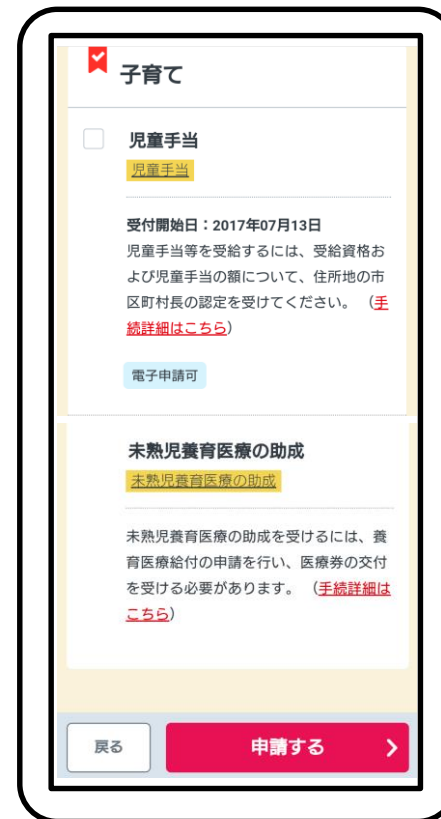 子育て
児童手当
児童手当
受付開始日：2017年07月13日
児童手当等を受給するには、受給資格お
よび児童手当の額について、住所地の市
区町村長の認定を受けてください。（手
続詳細はこちら）
電子申請可
未熟児養育医療の助成
未熟児養育医療の助成
未熟児養育医療の助成を受けるには、養
育医療給付の申請を行い、医療券の交付
を受ける必要があります。（手続詳細は
こちら）
戻る
申請する